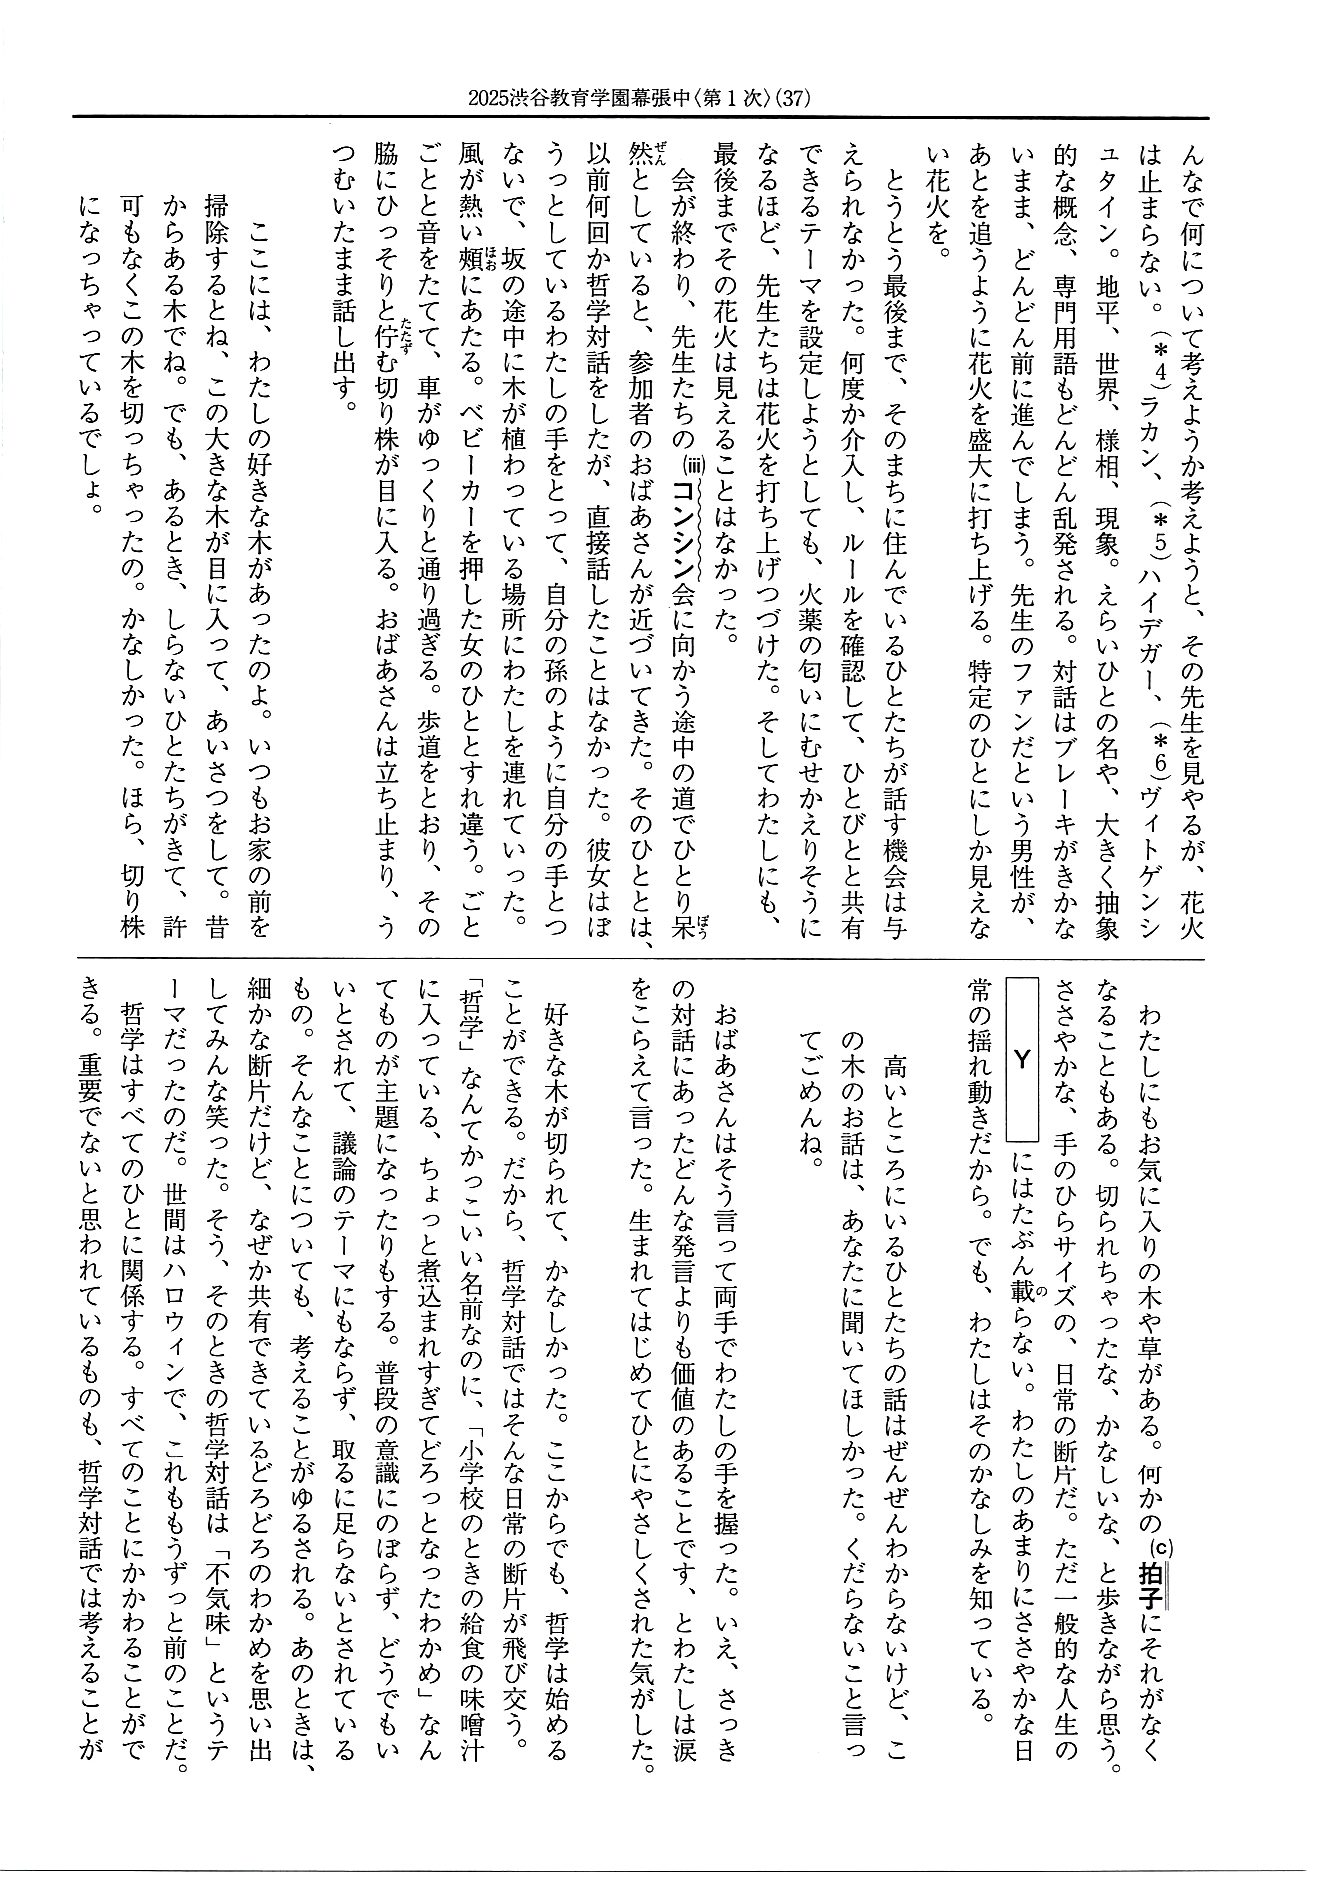 2025渋谷教育学園幕張中〈第1次〉(37)
んなで何について考えようか考えようと、その先生を見やるが、花火
は止まらない。(*4)ラカン、(*5)ハイデガー、(*6)ヴィトゲンシ
ュタイン。地平、世界、様相、現象。えらいひとの名や、大きく抽象
的な概念、専門用語もどんどん乱発される。対話はブレーキがきかな
いまま、どんどん前に進んでしまう。先生のファンだという男性が、
あとを追うように花火を盛大に打ち上げる。特定のひとにしか見えな
い花火を。
とうとう最後まで、そのまちに住んでいるひとたちが話す機会は与
えられなかった。何度か介入し、ルールを確認して、ひとびとと共有
できるテーマを設定しようとしても、火薬の匂いにむせかえりそうに
なるほど、先生たちは花火を打ち上げつづけた。そしてわたしにも、
最後までその花火は見えることはなかった。
会が終わり、先生たちの(ⅲ)コンシン会に向かう途中の道でひとり呆ぼう
然ぜんとしていると、参加者のおばあさんが近づいてきた。そのひととは、
以前何回か哲学対話をしたが、直接話したことはなかった。彼女はぽ
うっとしているわたしの手をとって、自分の孫のように自分の手とつ
ないで、坂の途中に木が植わっている場所にわたしを連れていった。
風が熱い頰ほおにあたる。ベビーカーを押した女のひととすれ違う。ごと
ごとと音をたてて、車がゆっくりと通り過ぎる。歩道をとおり、その
脇にひっそりと佇たたずむ切り株が目に入る。おばあさんは立ち止まり、う
つむいたまま話し出す。
ここには、わたしの好きな木があったのよ。いつもお家の前を
掃除するとね、この大きな木が目に入って、あいさつをして。昔
からある木でね。でも、あるとき、しらないひとたちがきて、許
可もなくこの木を切っちゃったの。かなしかった。ほら、切り株
になっちゃっているでしょ。
わたしにもお気に入りの木や草がある。何かの(c)拍子にそれがなく
なることもある。切られちゃったな、かなしいな、と歩きながら思う。
ささやかな、手のひらサイズの、日常の断片だ。ただ一般的な人生の
Yにはたぶん載のらない。わたしのあまりにささやかな日
常の揺れ動きだから。でも、わたしはそのかなしみを知っている。
高いところにいるひとたちの話はぜんぜんわからないけど、こ
の木のお話は、あなたに聞いてほしかった。くだらないこと言っ
てごめんね。
おばあさんはそう言って両手でわたしの手を握った。いえ、さっき
の対話にあったどんな発言よりも価値のあることです、とわたしは涙
をこらえて言った。生まれてはじめてひとにやさしくされた気がした。
好きな木が切られて、かなしかった。ここからでも、哲学は始める
ことができる。だから、哲学対話ではそんな日常の断片が飛び交う。
「哲学」なんてかっこいい名前なのに、「小学校のときの給食の味噌汁
に入っている、ちょっと煮込まれすぎてどろっとなったわかめ」なん
てものが主題になったりもする。普段の意識にのぼらず、どうでもい
いとされて、議論のテーマにもならず、取るに足らないとされている
もの。そんなことについても、考えることがゆるされる。あのときは、
細かな断片だけど、なぜか共有できているどろどろのわかめを思い出
してみんな笑った。そう、そのときの哲学対話は「不気味」というテ
ーマだったのだ。世間はハロウィンで、これももうずっと前のことだ。
哲学はすべてのひとに関係する。すべてのことにかかわることがで
きる。重要でないと思われているものも、哲学対話では考えることが